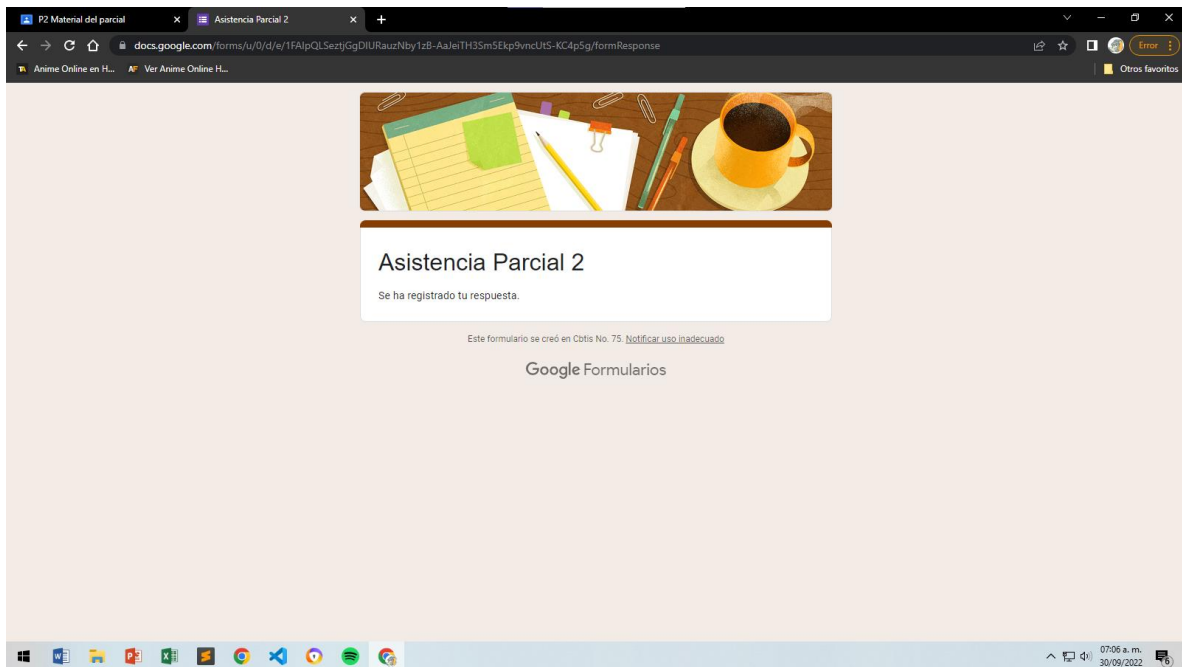 P2 Material del parcial
Asistencia Parcial 2
docs.google.com/forms/u/0/d/e/1FAIpQLSeztjGgDIURauzNby1zB-AaJeiTH3Sm5Ekp9vncUtS-KC4p5g/formResponse
Error
Anime Online en H...
Ver Anime Online H...
Otros favoritos
Asistencia Parcial 2
Se ha registrado tu respuesta.
Este formulario se creó en Cbtis No. 75. Notificar uso inadecuado
Google Formularios
07:06 a. m.
30/09/2022